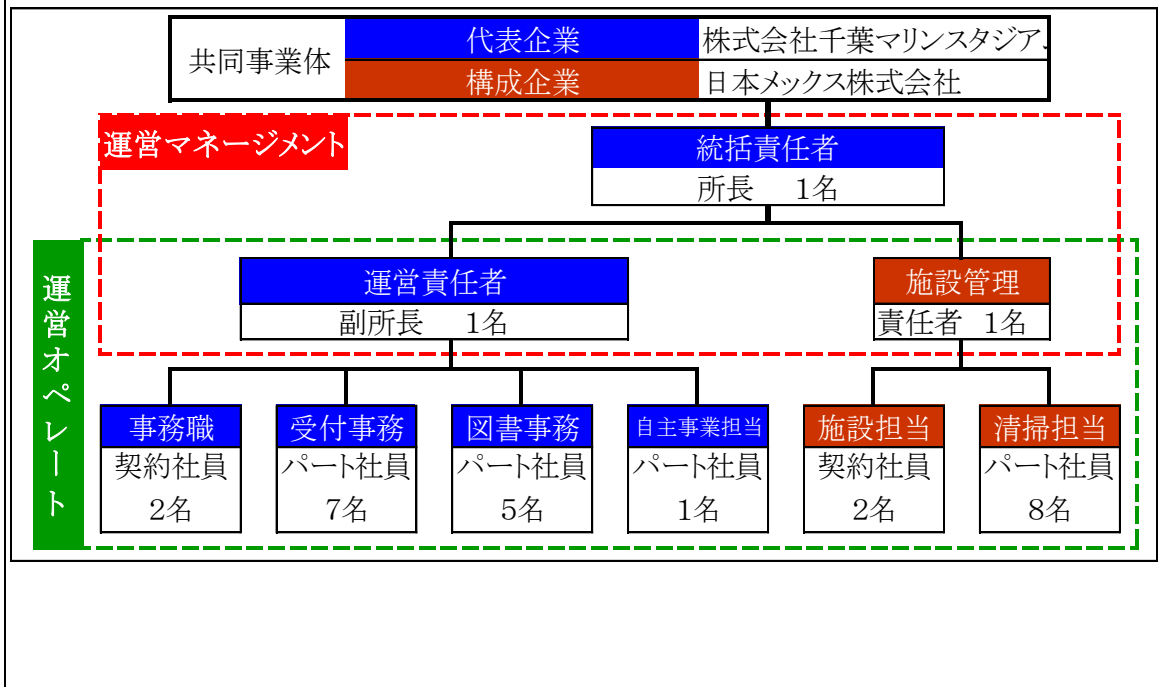 共同事業体
代表企業
株式会社千葉マリンスタジア
構成企業
日本メックス株式会社
運営マネージメント
統括責任者
所長 1名
運営オペレート
運営責任者
副所長 1名
施設管理
責任者 1名
事務職
契約社員
2名
受付事務
パート社員
7名
図書事務
パート社員
5名
自主事業担当
パート社員
1名
施設担当
契約社員
2名
清掃担当
パート社員
8名